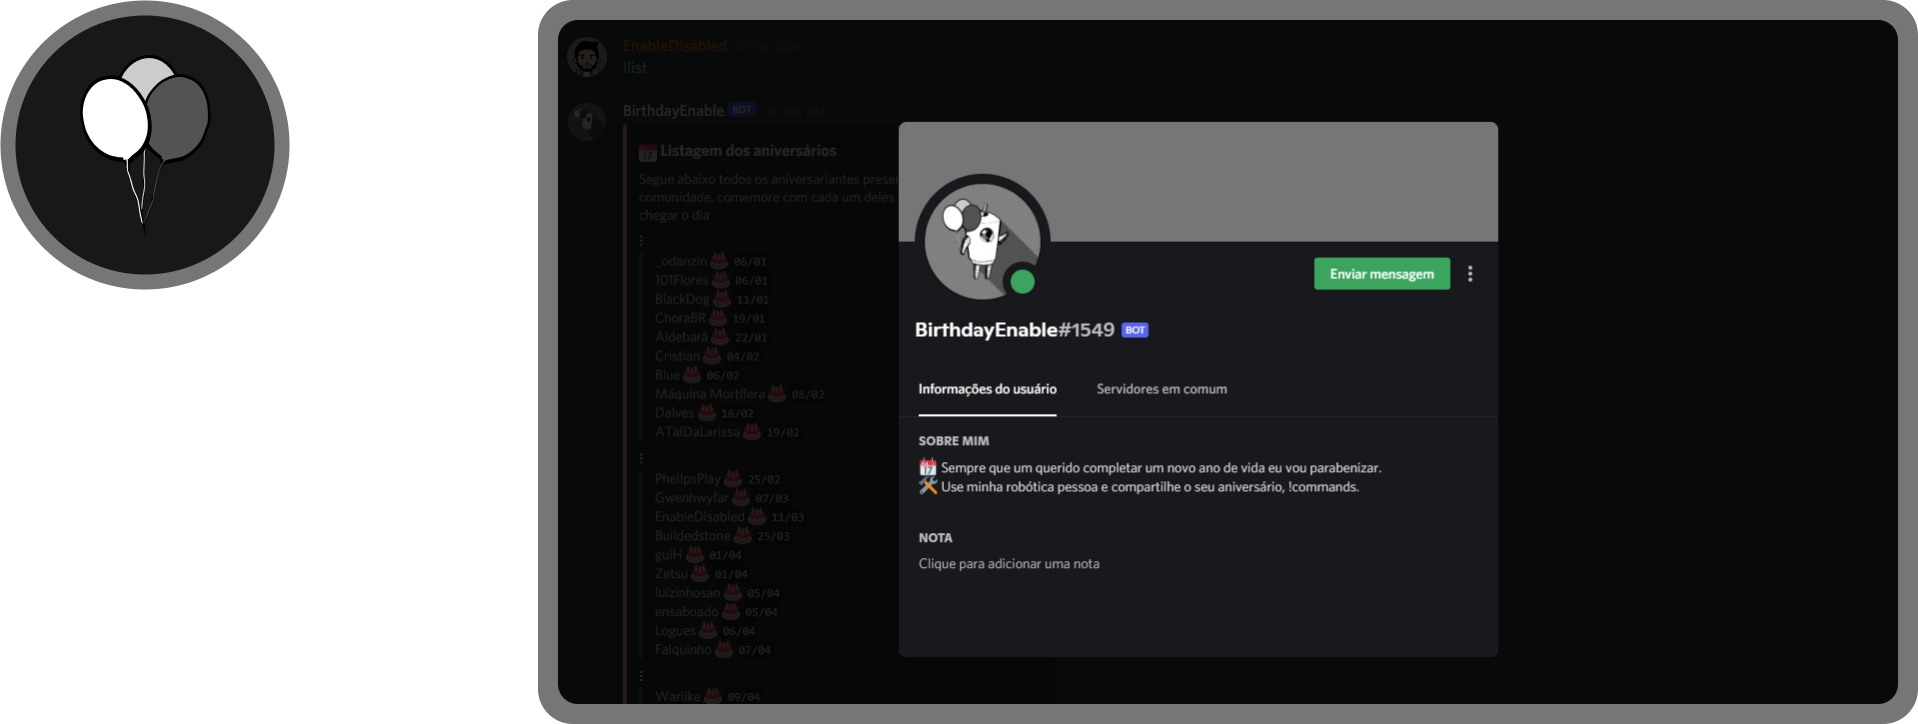 EnableDisabled 07/08/2021
!list
BirthdayEnable BOT 07/08/2021
17 Listagem dos aniversários
Segue abaixo todos os aniversariantes presen
comunidade, comemore com cada um deles
chegar o dia
:
_odanzin 06/01
101Flores 06/01
BlackDog 11/01
ChoraBR 19/01
Aldebarã 22/01
Cristian 04/02
Blue 06/02
Máquina Mortífera 08/02
Dalves 16/02
ATalDaLarissa 19/02
:
PhelipsPlay 25/02
Gwenhwyfar 07/03
EnableDisabled 11/03
Buildedstone 25/03
guiH 01/04
Zetsu 01/04
luizinhosan 05/04
ensaboado 05/04
Logues 06/04
Falquinho 07/04
:
Warlike 09/04
Enviar mensagem
BirthdayEnable#1549 BOT
Informações do usuário Servidores em comum
SOBRE MIM
17 Sempre que um querido completar um novo ano de vida eu vou parabenizar.
Use minha robótica pessoa e compartilhe o seu aniversário, !commands.
NOTA
Clique para adicionar uma nota